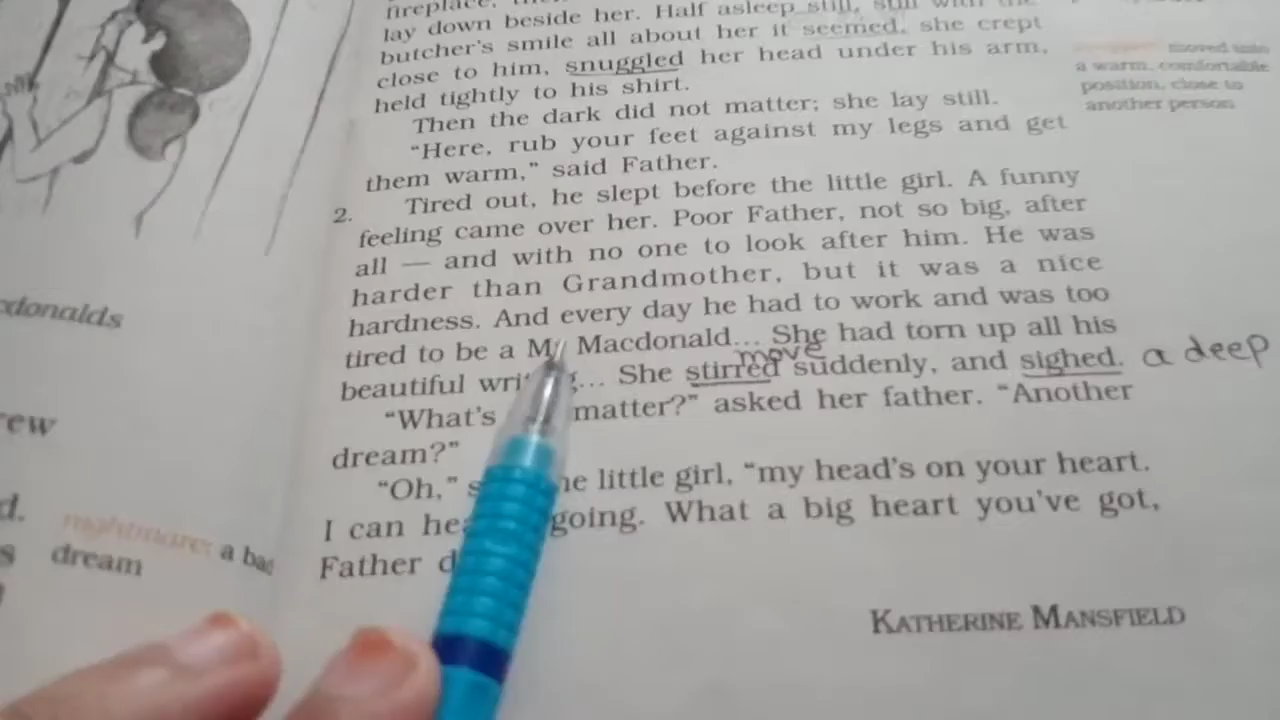 fireplace,
lay down beside her. Half asleep still, still with the
butcher's smile all about her it seemed, she crept
close to him, snuggled her head under his arm,
held tightly to his shirt.
Then the dark did not matter; she lay still.
"Here, rub your feet against my legs and get
them warm," said Father.
2. Tired out, he slept before the little girl. A funny
feeling came over her. Poor Father, not so big, after
all — and with no one to look after him. He was
harder than Grandmother, but it was a nice
hardness. And every day he had to work and was too
tired to be a Mr Macdonald... She had torn up all his
move
beautiful ... She stirred suddenly, and sighed. a deep
"What's matter?" asked her father. "Another
dream?"
"Oh," little girl, "my head's on your heart.
I can going. What a big heart you've got,
Father
KATHERINE MANSFIELD
moved into
a warm, comfortable
position, close to
another person
cdonalds
ew
d.
nightmare: a bad
s dream